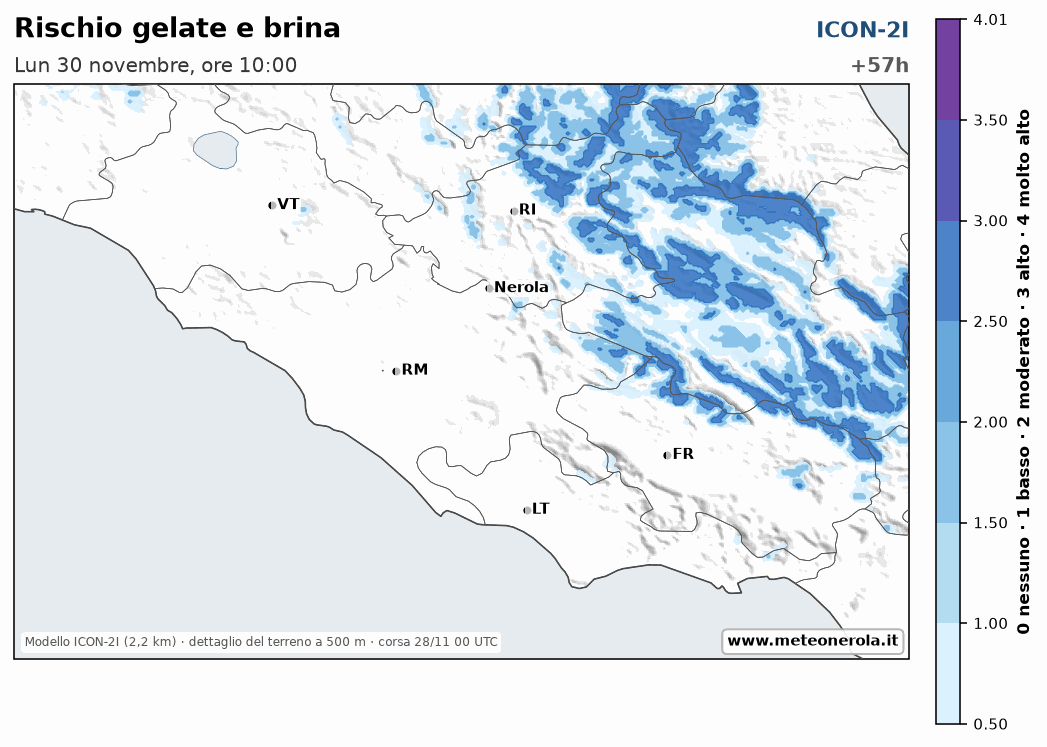 Rischio gelate e brina
ICON-2I
Lun 30 novembre, ore 10:00
+57h
VT
RI
Nerola
RM
FR
LT
Modello ICON-2I (2,2 km) · dettaglio del terreno a 500 m · corsa 28/11 00 UTC
www.meteonerola.it
4.01
3.50
3.00
2.50
2.00
1.50
1.00
0.50
0 nessuno · 1 basso · 2 moderato · 3 alto · 4 molto alto